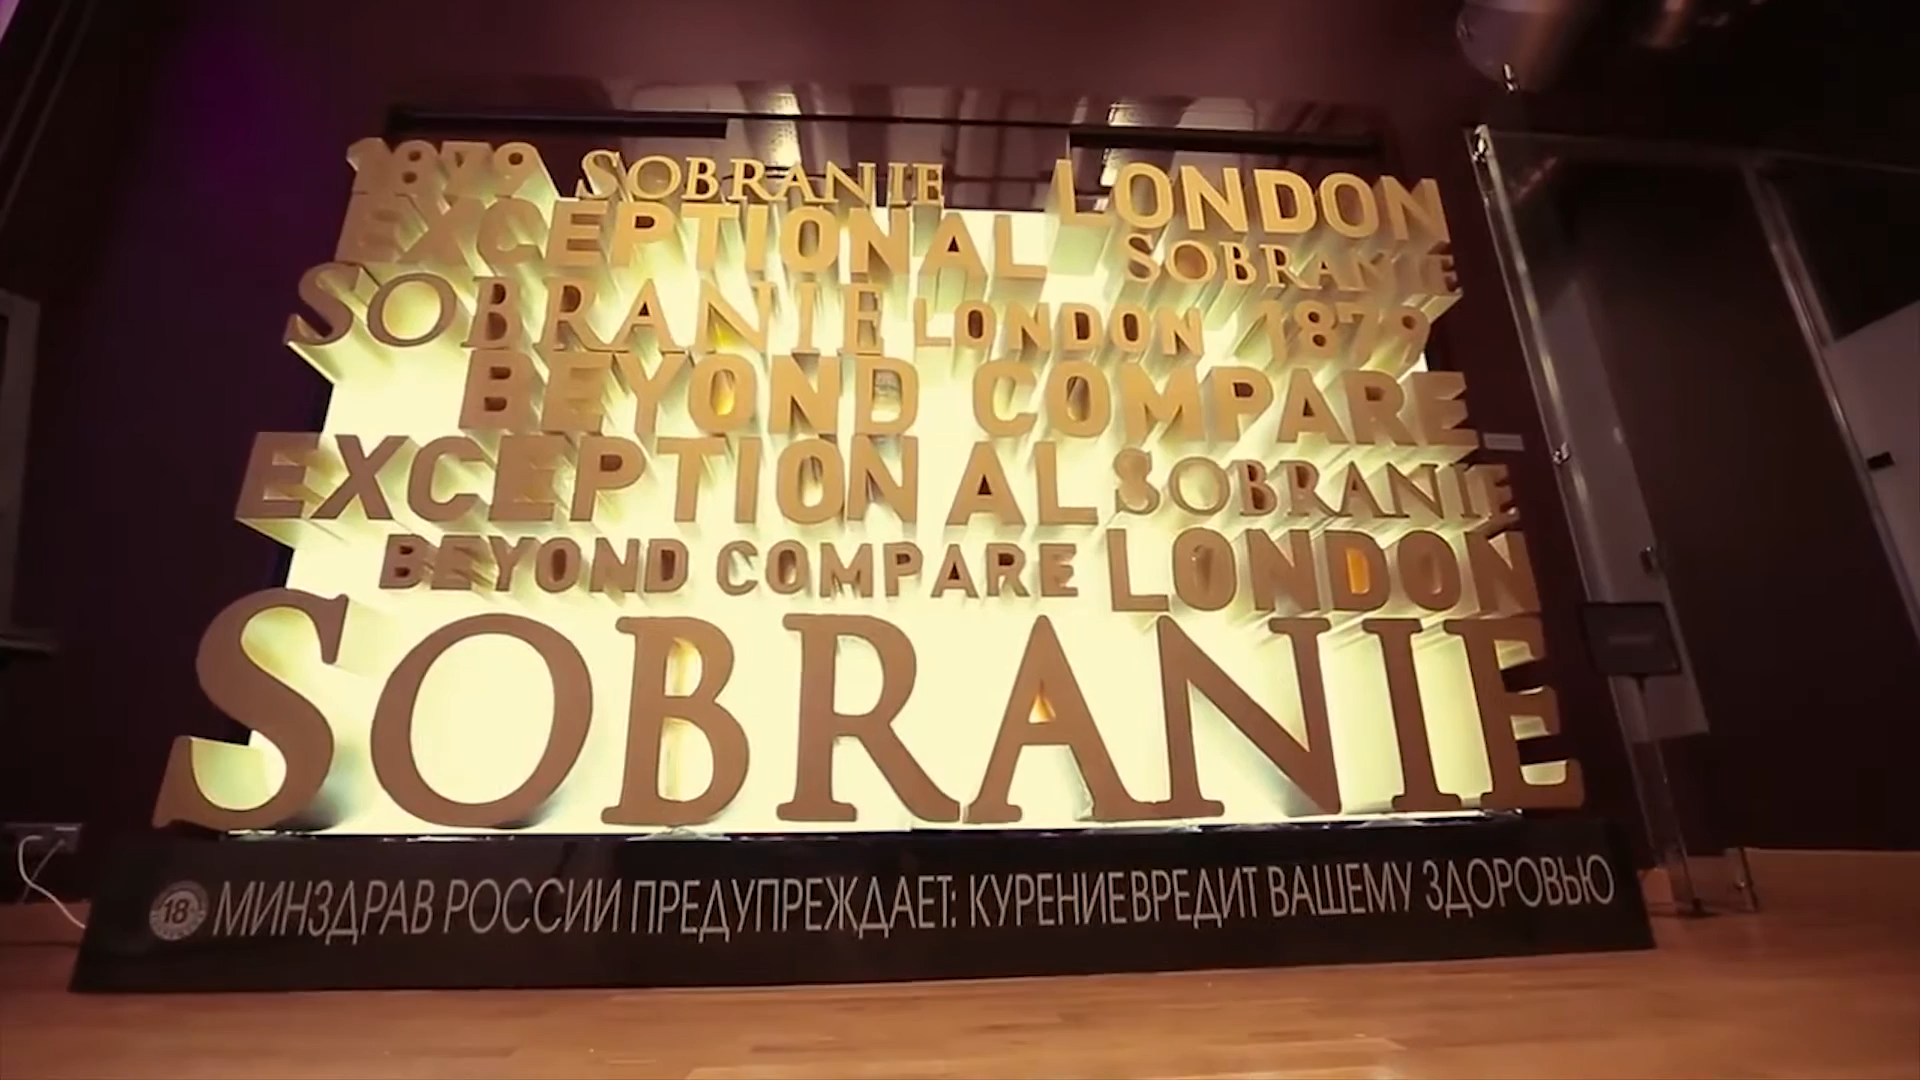 1879 SOBRANIE LONDON
EXCEPTIONAL SOBRANIE
SOBRANIE LONDON 1879
BEYOND COMPARE
EXCEPTIONAL SOBRANIE
BEYOND COMPARE LONDON
SOBRANIE
18+ МИНЗДРАВ РОССИИ ПРЕДУПРЕЖДАЕТ: КУРЕНИЕ ВРЕДИТ ВАШЕМУ ЗДОРОВЬЮ